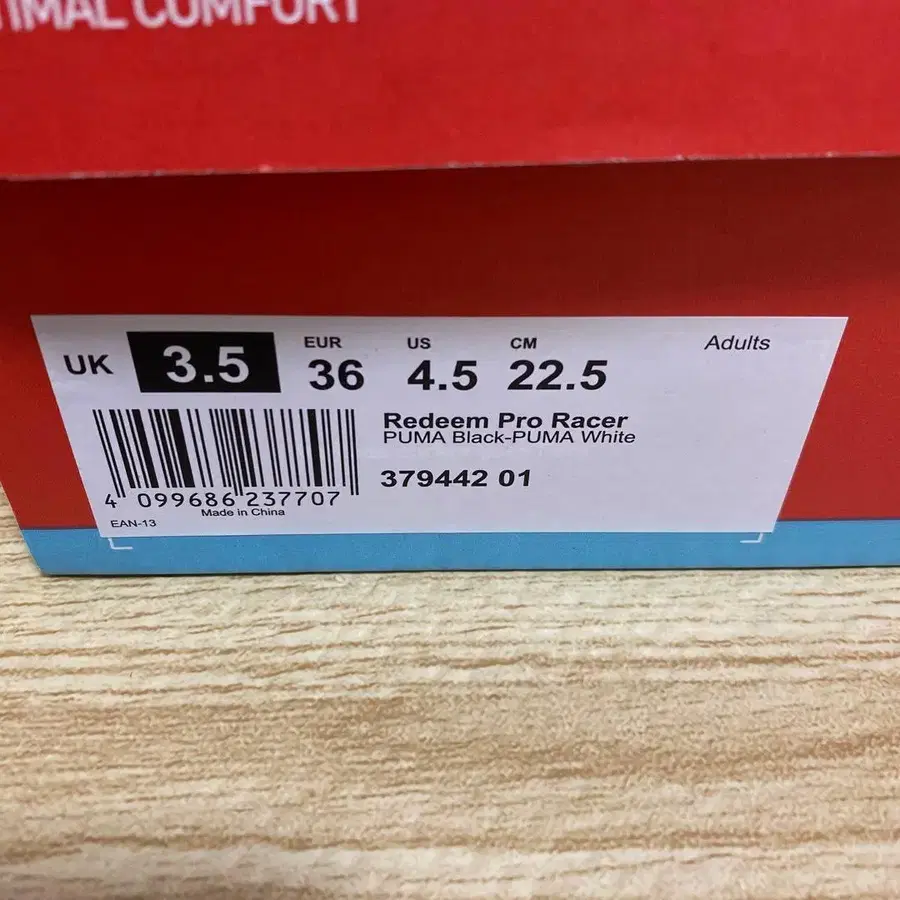 TIMAL COMFORT
UK 3.5
EUR 36
US 4.5
CM 22.5
Adults
Redeem Pro Racer
PUMA Black-PUMA White
379442 01
4 099686 237707
Made in China
EAN-13